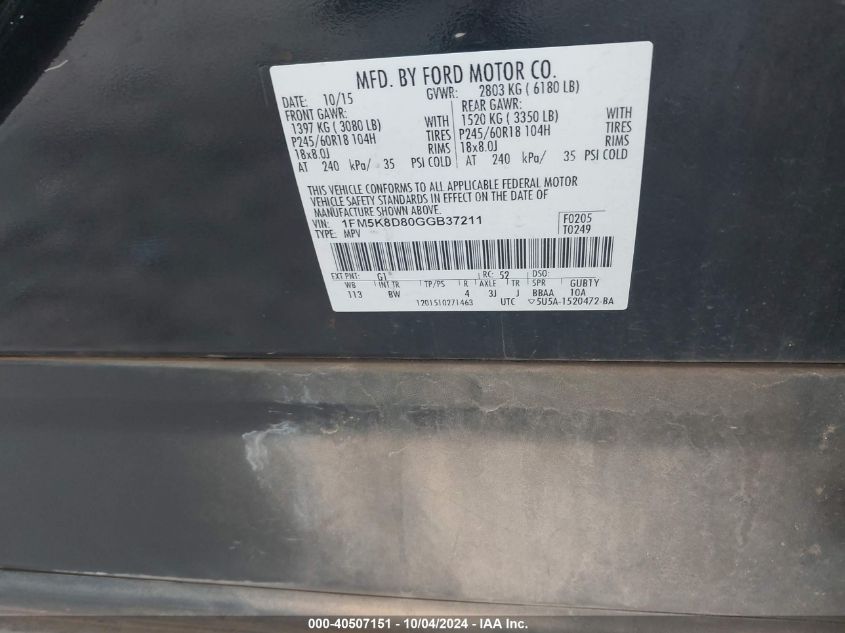 MFD. BY FORD MOTOR CO.
DATE: 10/15 GVWR: 2803 KG ( 6180 LB)
FRONT GAWR: REAR GAWR:
1397 KG ( 3080 LB) WITH 1520 KG ( 3350 LB) WITH
P245/60R18 104H TIRES P245/60R18 104H TIRES
18x8.0J RIMS 18x8.0J RIMS
AT 240 kPa/ 35 PSI COLD AT 240 kPa/ 35 PSI COLD
THIS VEHICLE CONFORMS TO ALL APPLICABLE FEDERAL MOTOR
VEHICLE SAFETY STANDARDS IN EFFECT ON THE DATE OF
MANUFACTURE SHOWN ABOVE.
VIN: 1FM5K8D80GGB37211 F0205
TYPE: MPV T0249
EXT PNT: G1 RC: 52 DSO:
WB INT TR TP/PS R AXLE TR SPR GUBTY
113 BW 4 3J J BBAA 10A
1201510271463 UTC ▽5U5A-1520472-BA
000-40507151 - 10/04/2024 - IAA Inc.